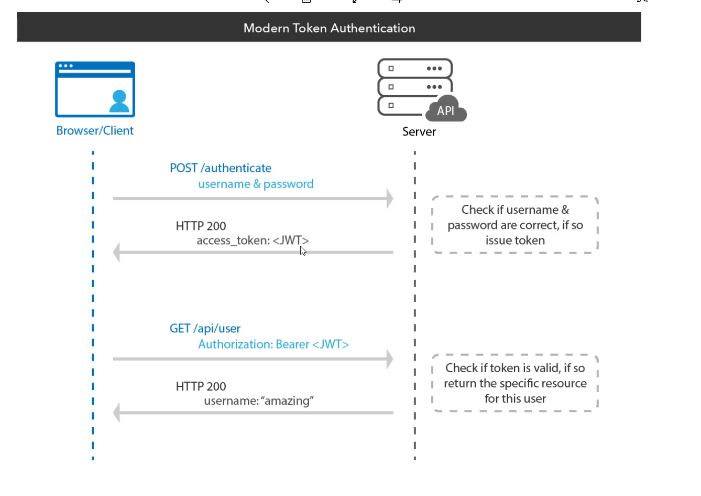 Modern Token Authentication
Browser/Client
API
Server
POST /authenticate
username & password
Check if username &
password are correct, if so
issue token
HTTP 200
access_token: <JWT>
GET /api/user
Authorization: Bearer <JWT>
Check if token is valid, if so
return the specific resource
for this user
HTTP 200
username: “amazing”